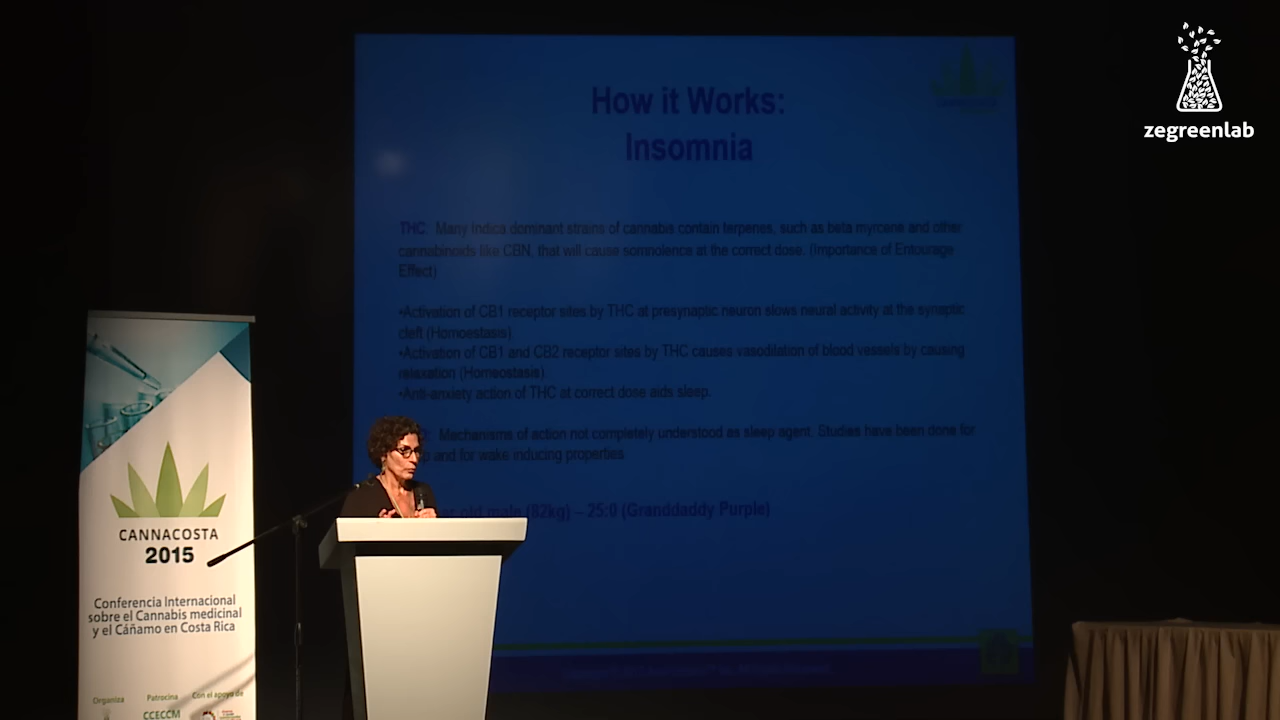 zegreenlab
How it Works:
Insomnia
THC: Many Indica dominant strains of cannabis contain terpenes, such as beta myrcene and other
cannabinoids like CBN, that will cause somnolence at the correct dose. (Importance of Entourage
Effect)
•Activation of CB1 receptor sites by THC at presynaptic neuron slows neural activity at the synaptic
cleft (Homoestasis)
•Activation of CB1 and CB2 receptor sites by THC causes vasodilation of blood vessels by causing
relaxation (Homeostasis)
•Anti-anxiety action of THC at correct dose aids sleep.
Mechanisms of action not completely understood as sleep agent. Studies have been done for
and for wake inducing properties
old male (82kg) – 25:0 (Granddaddy Purple)
CANNACOSTA
2015
Conferencia Internacional
sobre el Cannabis medicinal
y el Cáñamo en Costa Rica
Organiza Patrocina Con el apoyo de
CCECCM